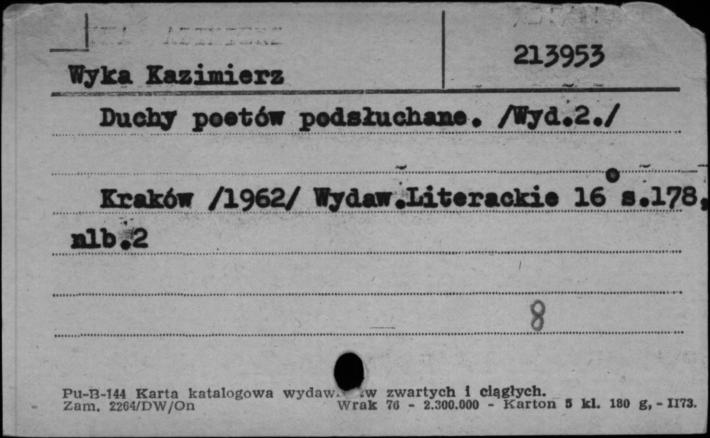 213953
Wyka Kazimierz
Duchy poetów podsłuchane. /Wyd.2./
Kraków /1962/ Wydaw.Literackie 16° s.178,
nlb.2
8
Pu-B-144 Karta katalogowa wydaw. zwartych i ciągłych.
Zam. 2264/DW/On Wrak 76 - 2.300.000 - Karton 5 kl. 180 g, - II73.